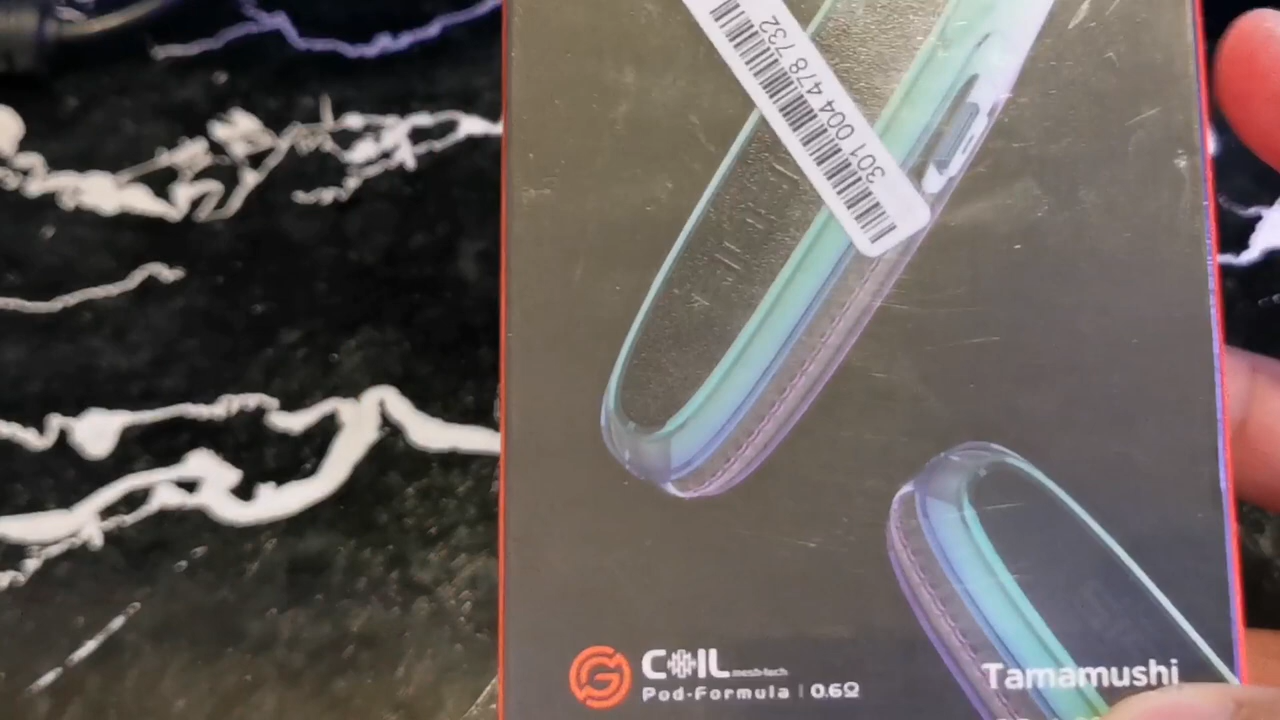 301 004 478 732
COIL mesh-tech
Pod-Formula | 0.6Ω
Tamamushi